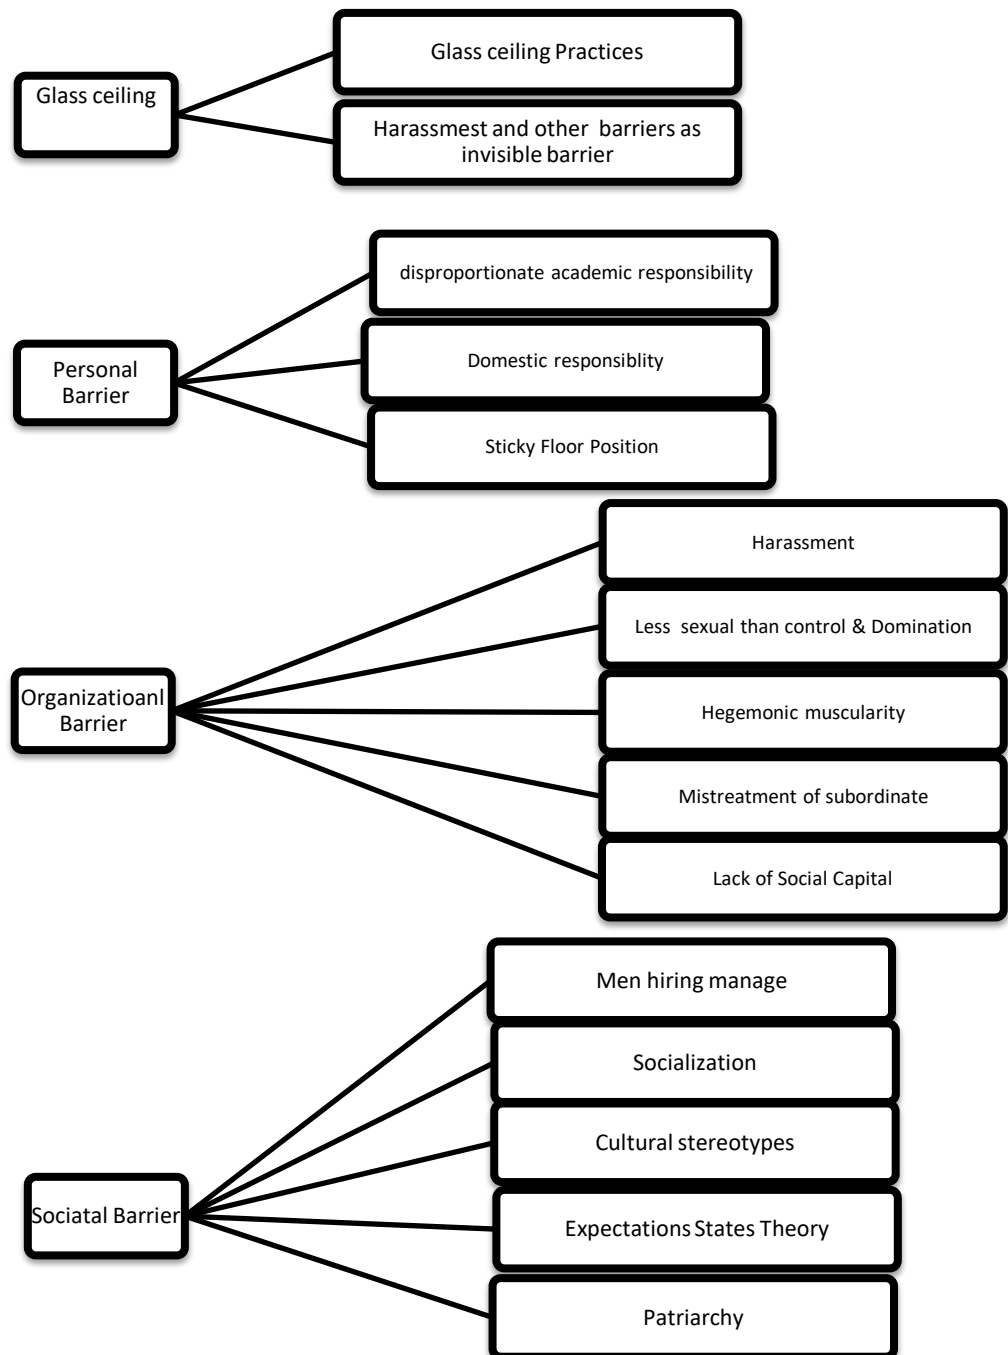 Glass ceiling
Glass ceiling Practices
Harassmest and other barriers as
invisible barrier
Personal
Barrier
disproportionate academic responsibility
Domestic responsiblity
Sticky Floor Position
Organizatioanl
Barrier
Harassment
Less sexual than control & Domination
Hegemonic muscularity
Mistreatment of subordinate
Lack of Social Capital
Sociatal Barrier
Men hiring manage
Socialization
Cultural stereotypes
Expectations States Theory
Patriarchy